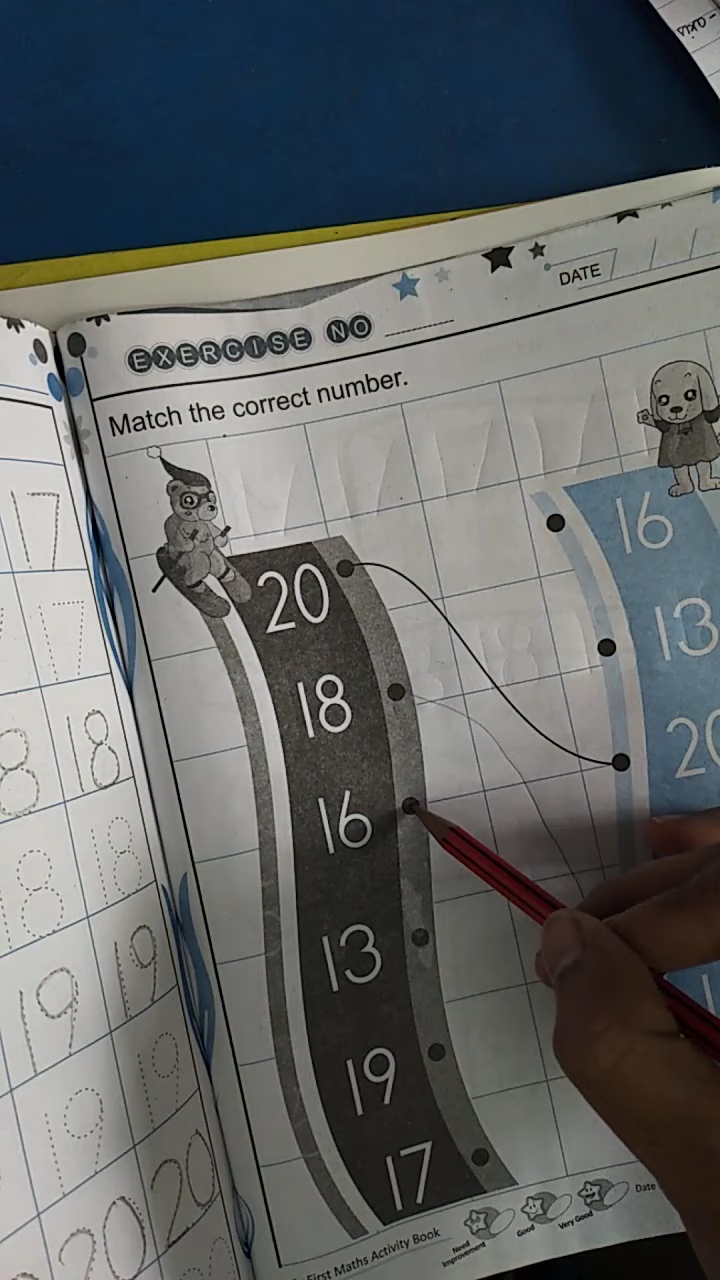 EXERCISE NO
DATE
Match the correct number.
20
18
16
13
19
17
16
13
20
17
17
18
18
18
19
19
19
19
20
20
First Maths Activity Book
Need Improvement
Good
Very Good
Date